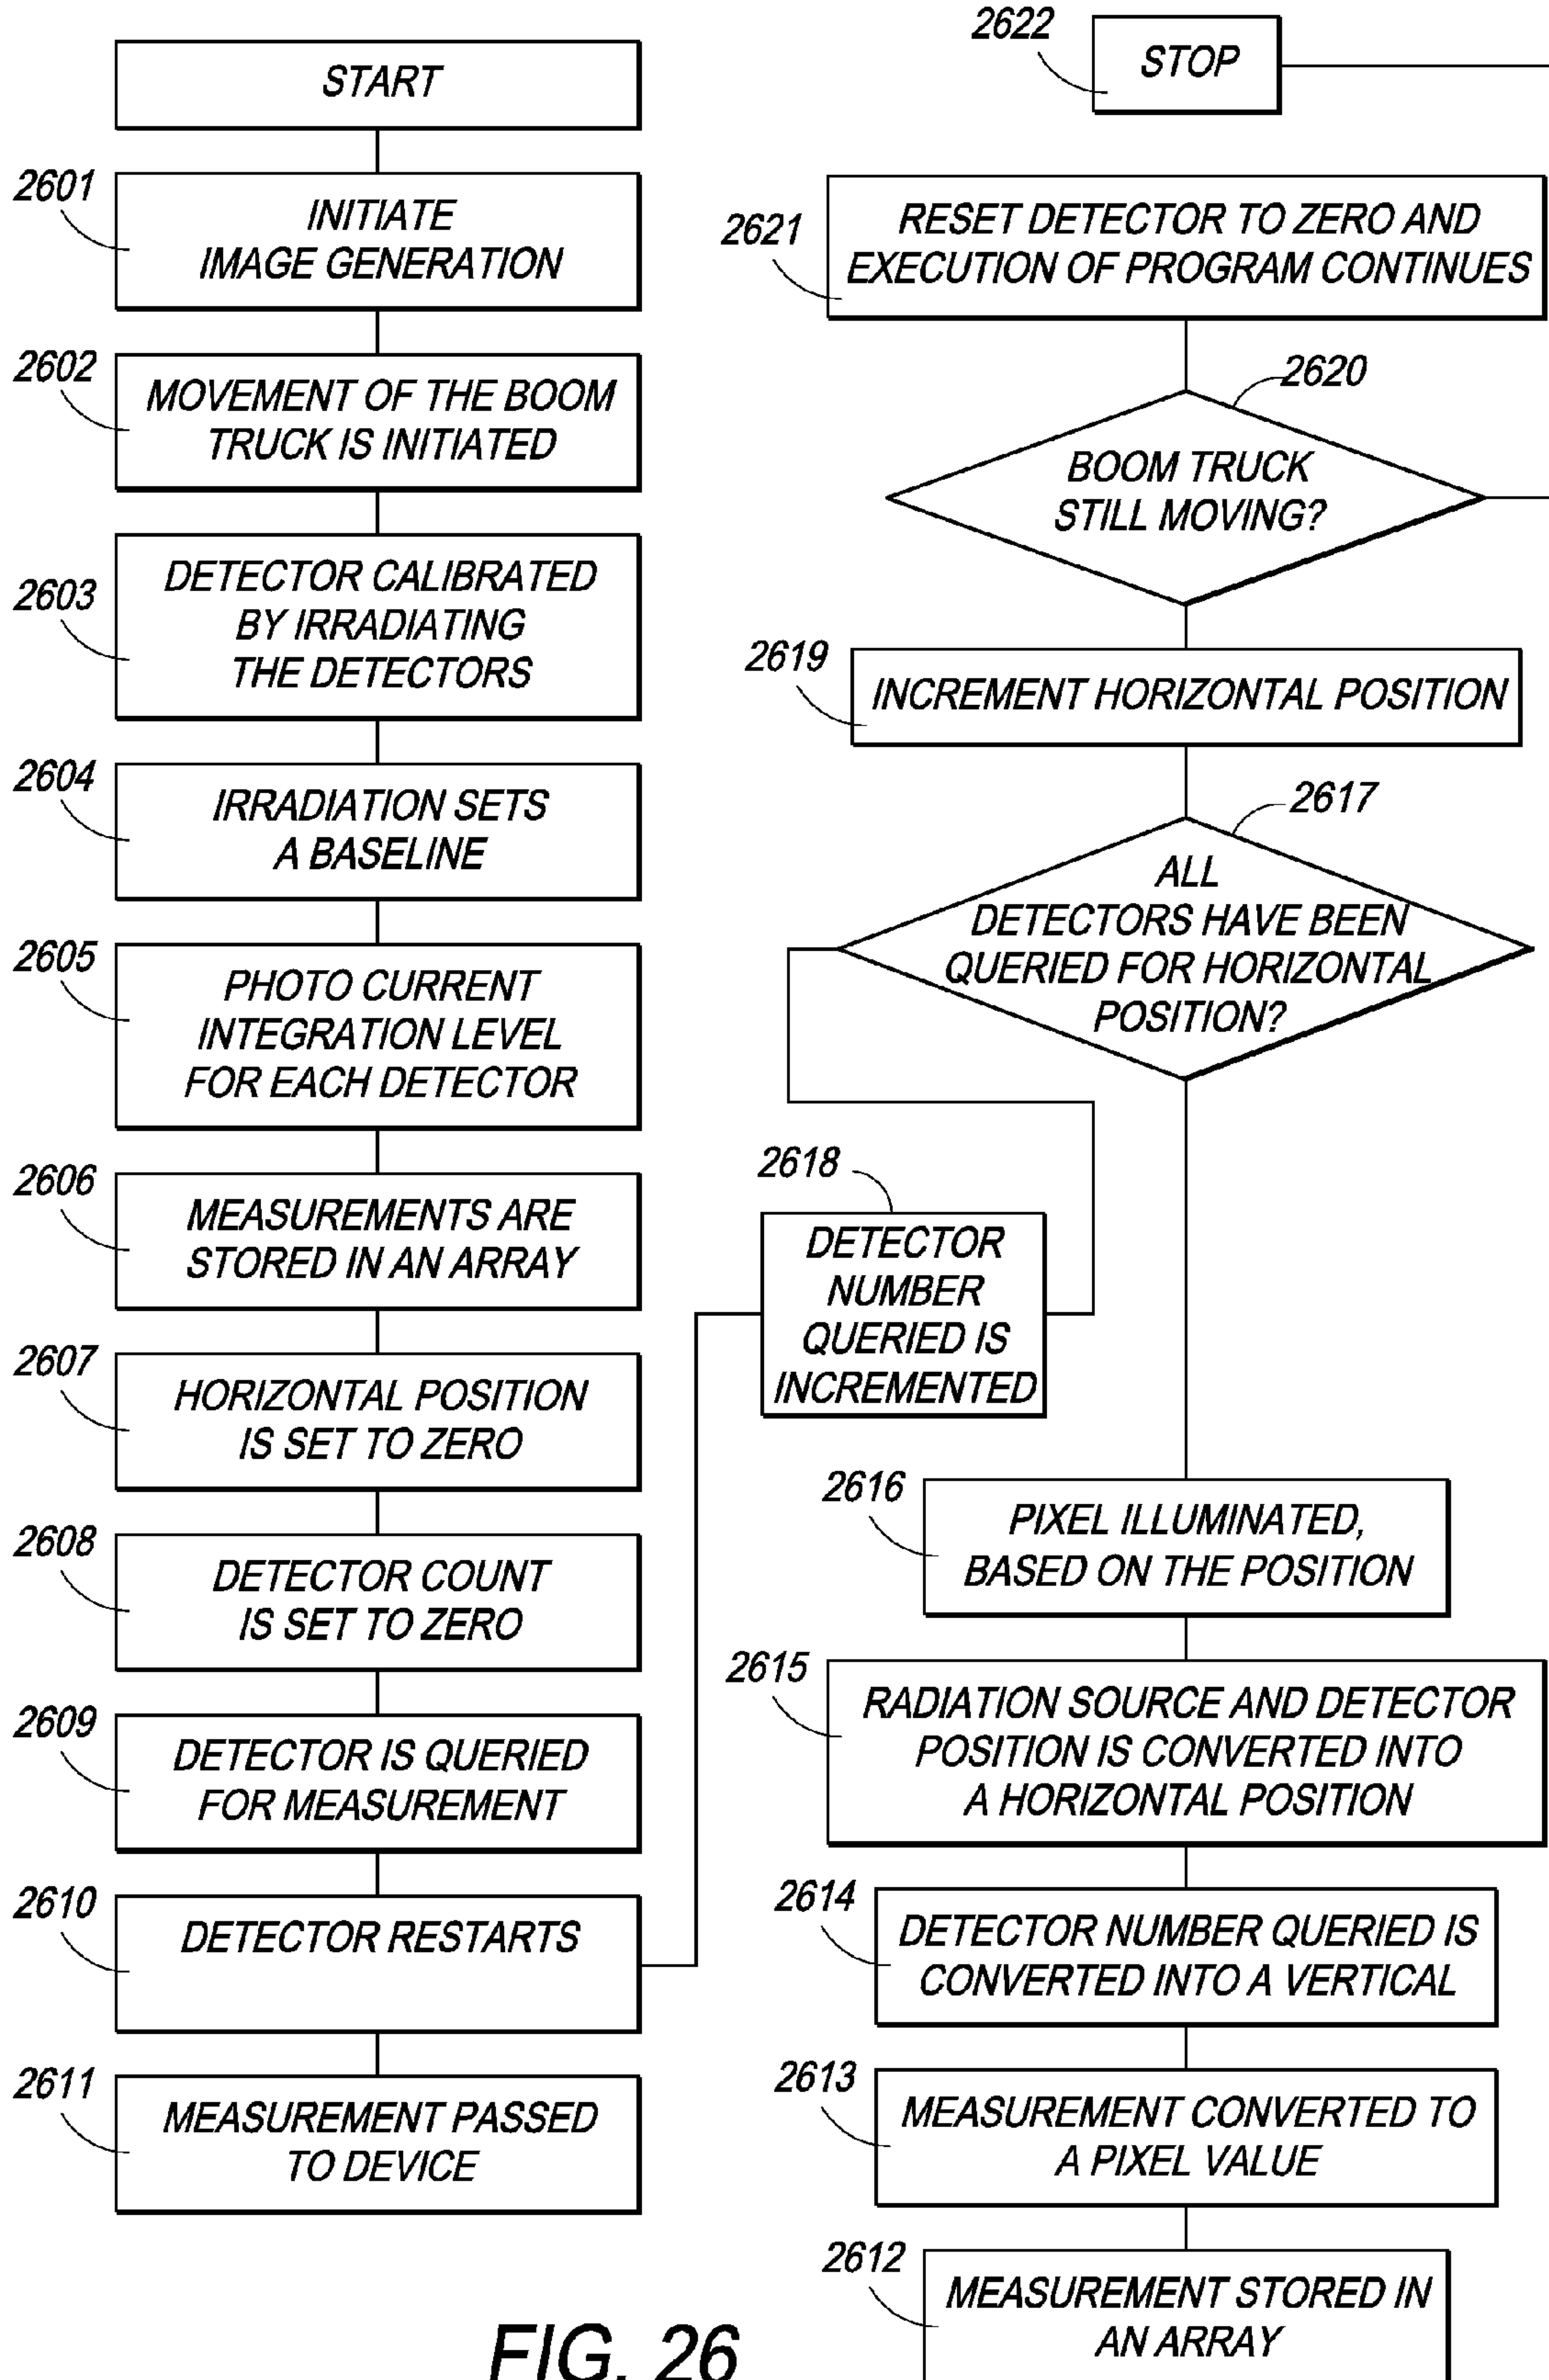 START
2601
INITIATE
IMAGE GENERATION
2602
MOVEMENT OF THE BOOM
TRUCK IS INITIATED
2603
DETECTOR CALIBRATED
BY IRRADIATING
THE DETECTORS
2604
IRRADIATION SETS
A BASELINE
2605
PHOTO CURRENT
INTEGRATION LEVEL
FOR EACH DETECTOR
2606
MEASUREMENTS ARE
STORED IN AN ARRAY
2607
HORIZONTAL POSITION
IS SET TO ZERO
2608
DETECTOR COUNT
IS SET TO ZERO
2609
DETECTOR IS QUERIED
FOR MEASUREMENT
2610
DETECTOR RESTARTS
2611
MEASUREMENT PASSED
TO DEVICE
2622
STOP
2621
RESET DETECTOR TO ZERO AND
EXECUTION OF PROGRAM CONTINUES
2620
BOOM TRUCK
STILL MOVING?
2619
INCREMENT HORIZONTAL POSITION
2617
ALL
DETECTORS HAVE BEEN
QUERIED FOR HORIZONTAL
POSITION?
2618
DETECTOR
NUMBER
QUERIED IS
INCREMENTED
2616
PIXEL ILLUMINATED,
BASED ON THE POSITION
2615
RADIATION SOURCE AND DETECTOR
POSITION IS CONVERTED INTO
A HORIZONTAL POSITION
2614
DETECTOR NUMBER QUERIED IS
CONVERTED INTO A VERTICAL
2613
MEASUREMENT CONVERTED TO
A PIXEL VALUE
2612
MEASUREMENT STORED IN
AN ARRAY
FIG. 26